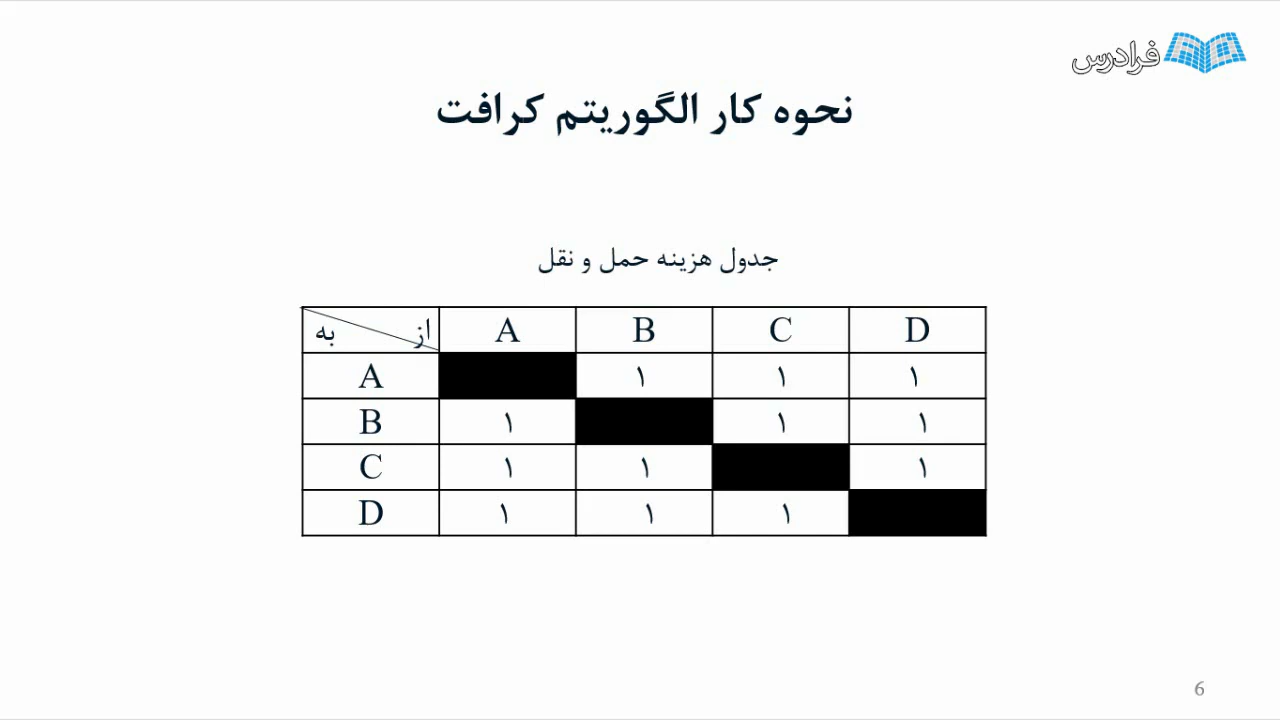 فرادرس
نحوه کار الگوریتم کرافت
جدول هزینه حمل و نقل
به از A B C D
A ۱ ۱ ۱
B ۱ ۱ ۱
C ۱ ۱ ۱
D ۱ ۱ ۱
6